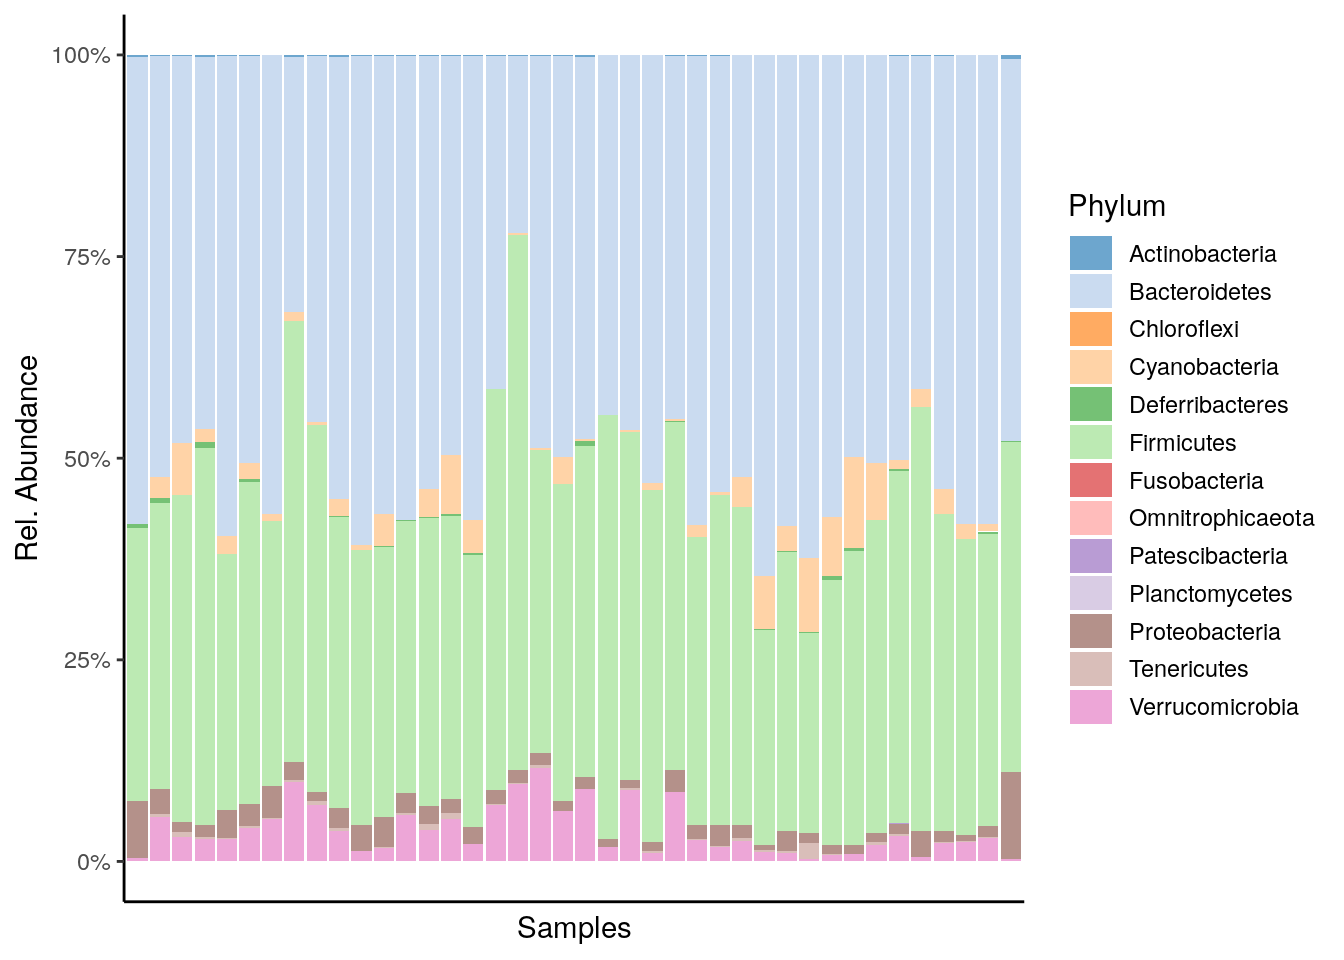 100%
75%
50%
25%
0%
Rel. Abundance
Samples
Phylum
Actinobacteria
Bacteroidetes
Chloroflexi
Cyanobacteria
Deferribacteres
Firmicutes
Fusobacteria
Omnitrophicaeota
Patescibacteria
Planctomycetes
Proteobacteria
Tenericutes
Verrucomicrobia